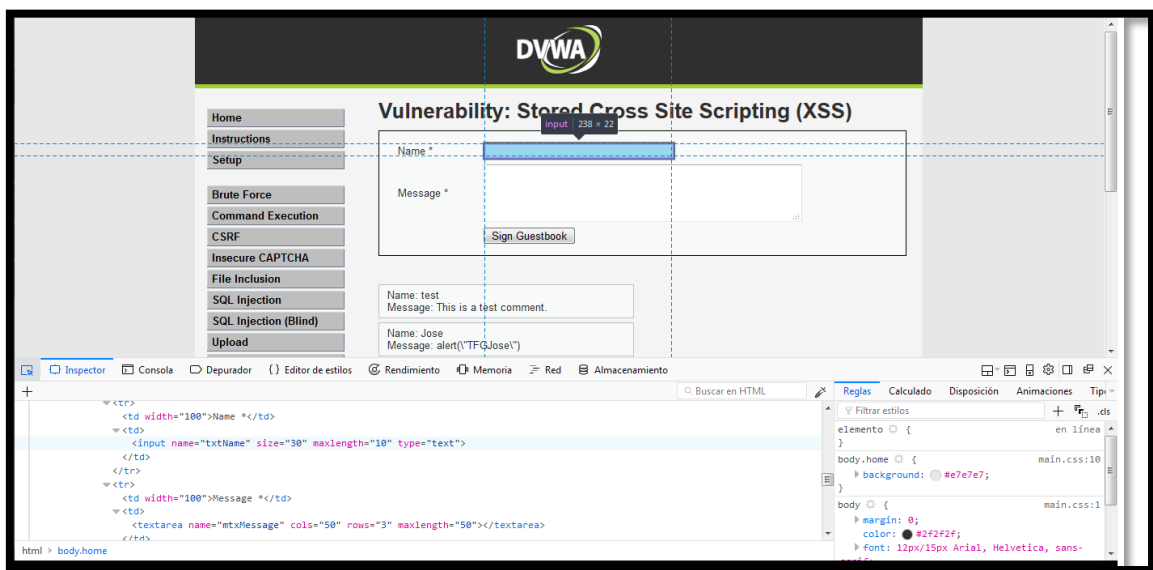 DVWA
Vulnerability: Stored Cross Site Scripting (XSS)
input 238 × 22
Home
Instructions
Setup
Brute Force
Command Execution
CSRF
Insecure CAPTCHA
File Inclusion
SQL Injection
SQL Injection (Blind)
Upload
Name *
Message *
Sign Guestbook
Name: test
Message: This is a test comment.
Name: Jose
Message: alert(\"TFGJose\")
Inspector Consola Depurador { } Editor de estilos Rendimiento Memoria Red Almacenamiento
+ Buscar en HTML
<tr>
<td width="100">Name *</td>
<td>
<input name="txtName" size="30" maxlength="10" type="text">
</td>
</tr>
<tr>
<td width="100">Message *</td>
<td>
<textarea name="mtxMessage" cols="50" rows="3" maxlength="50"></textarea>
</td>
html > body.home
Reglas Calculado Disposición Animaciones
Filtrar estilos + .cls
elemento { en línea
}
body.home { main.css:10
background: #e7e7e7;
}
body { main.css:1
margin: 0;
color: #2f2f2f;
font: 12px/15px Arial, Helvetica, sans-